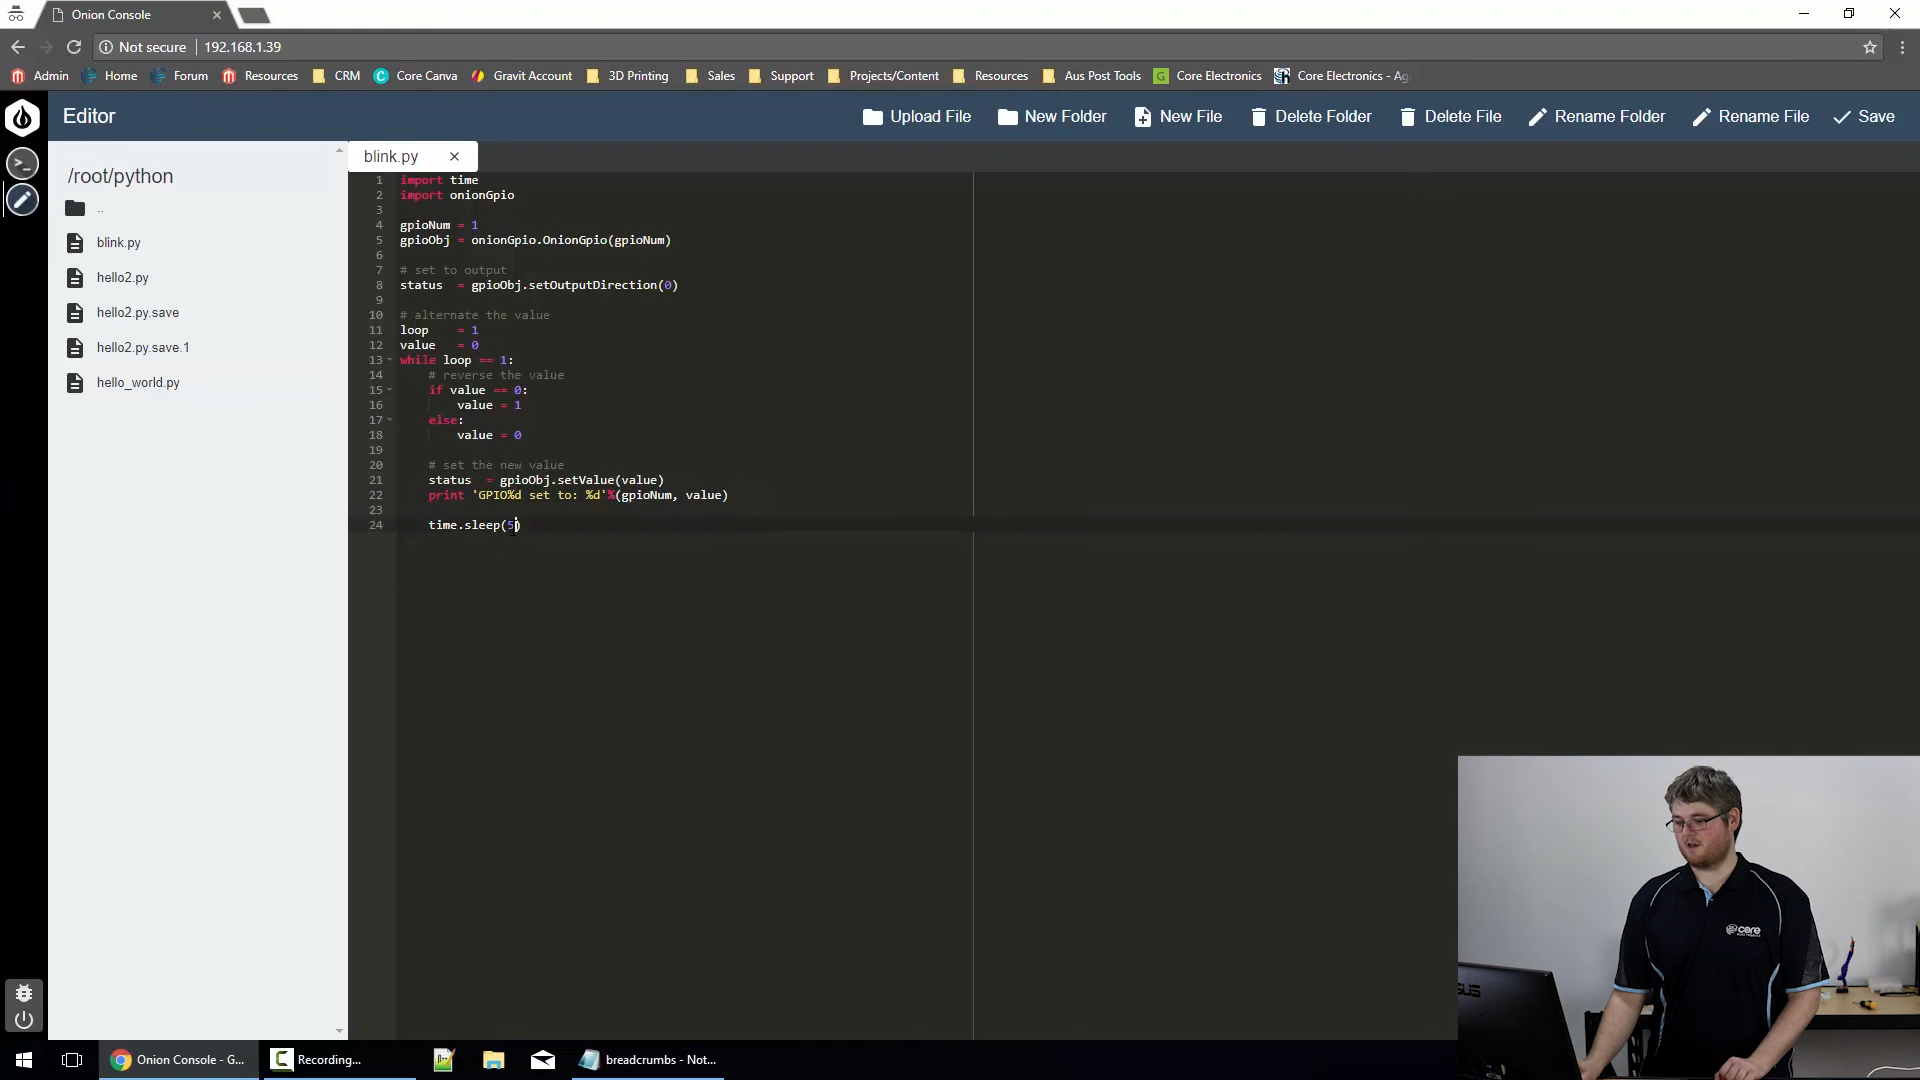 Onion Console
Not secure 192.168.1.39
Admin Home Forum Resources CRM Core Canva Gravit Account 3D Printing Sales Support Projects/Content Resources Aus Post Tools Core Electronics Core Electronics - Ag
Editor
Upload File New Folder New File Delete Folder Delete File Rename Folder Rename File Save
/root/python
..
blink.py
hello2.py
hello2.py.save
hello2.py.save.1
hello_world.py
blink.py
1 import time
2 import onionGpio
3
4 gpioNum = 1
5 gpioObj = onionGpio.OnionGpio(gpioNum)
6
7 # set to output
8 status  = gpioObj.setOutputDirection(0)
9
10 # alternate the value
11 loop    = 1
12 value   = 0
13 while loop == 1:
14     # reverse the value
15     if value == 0:
16         value = 1
17     else:
18         value = 0
19
20     # set the new value
21     status  = gpioObj.setValue(value)
22     print 'GPIO%d set to: %d'%(gpioNum, value)
23
24     time.sleep(5)
core
ELECTRONICS
ASUS
Onion Console - G... Recording... breadcrumbs - Not...